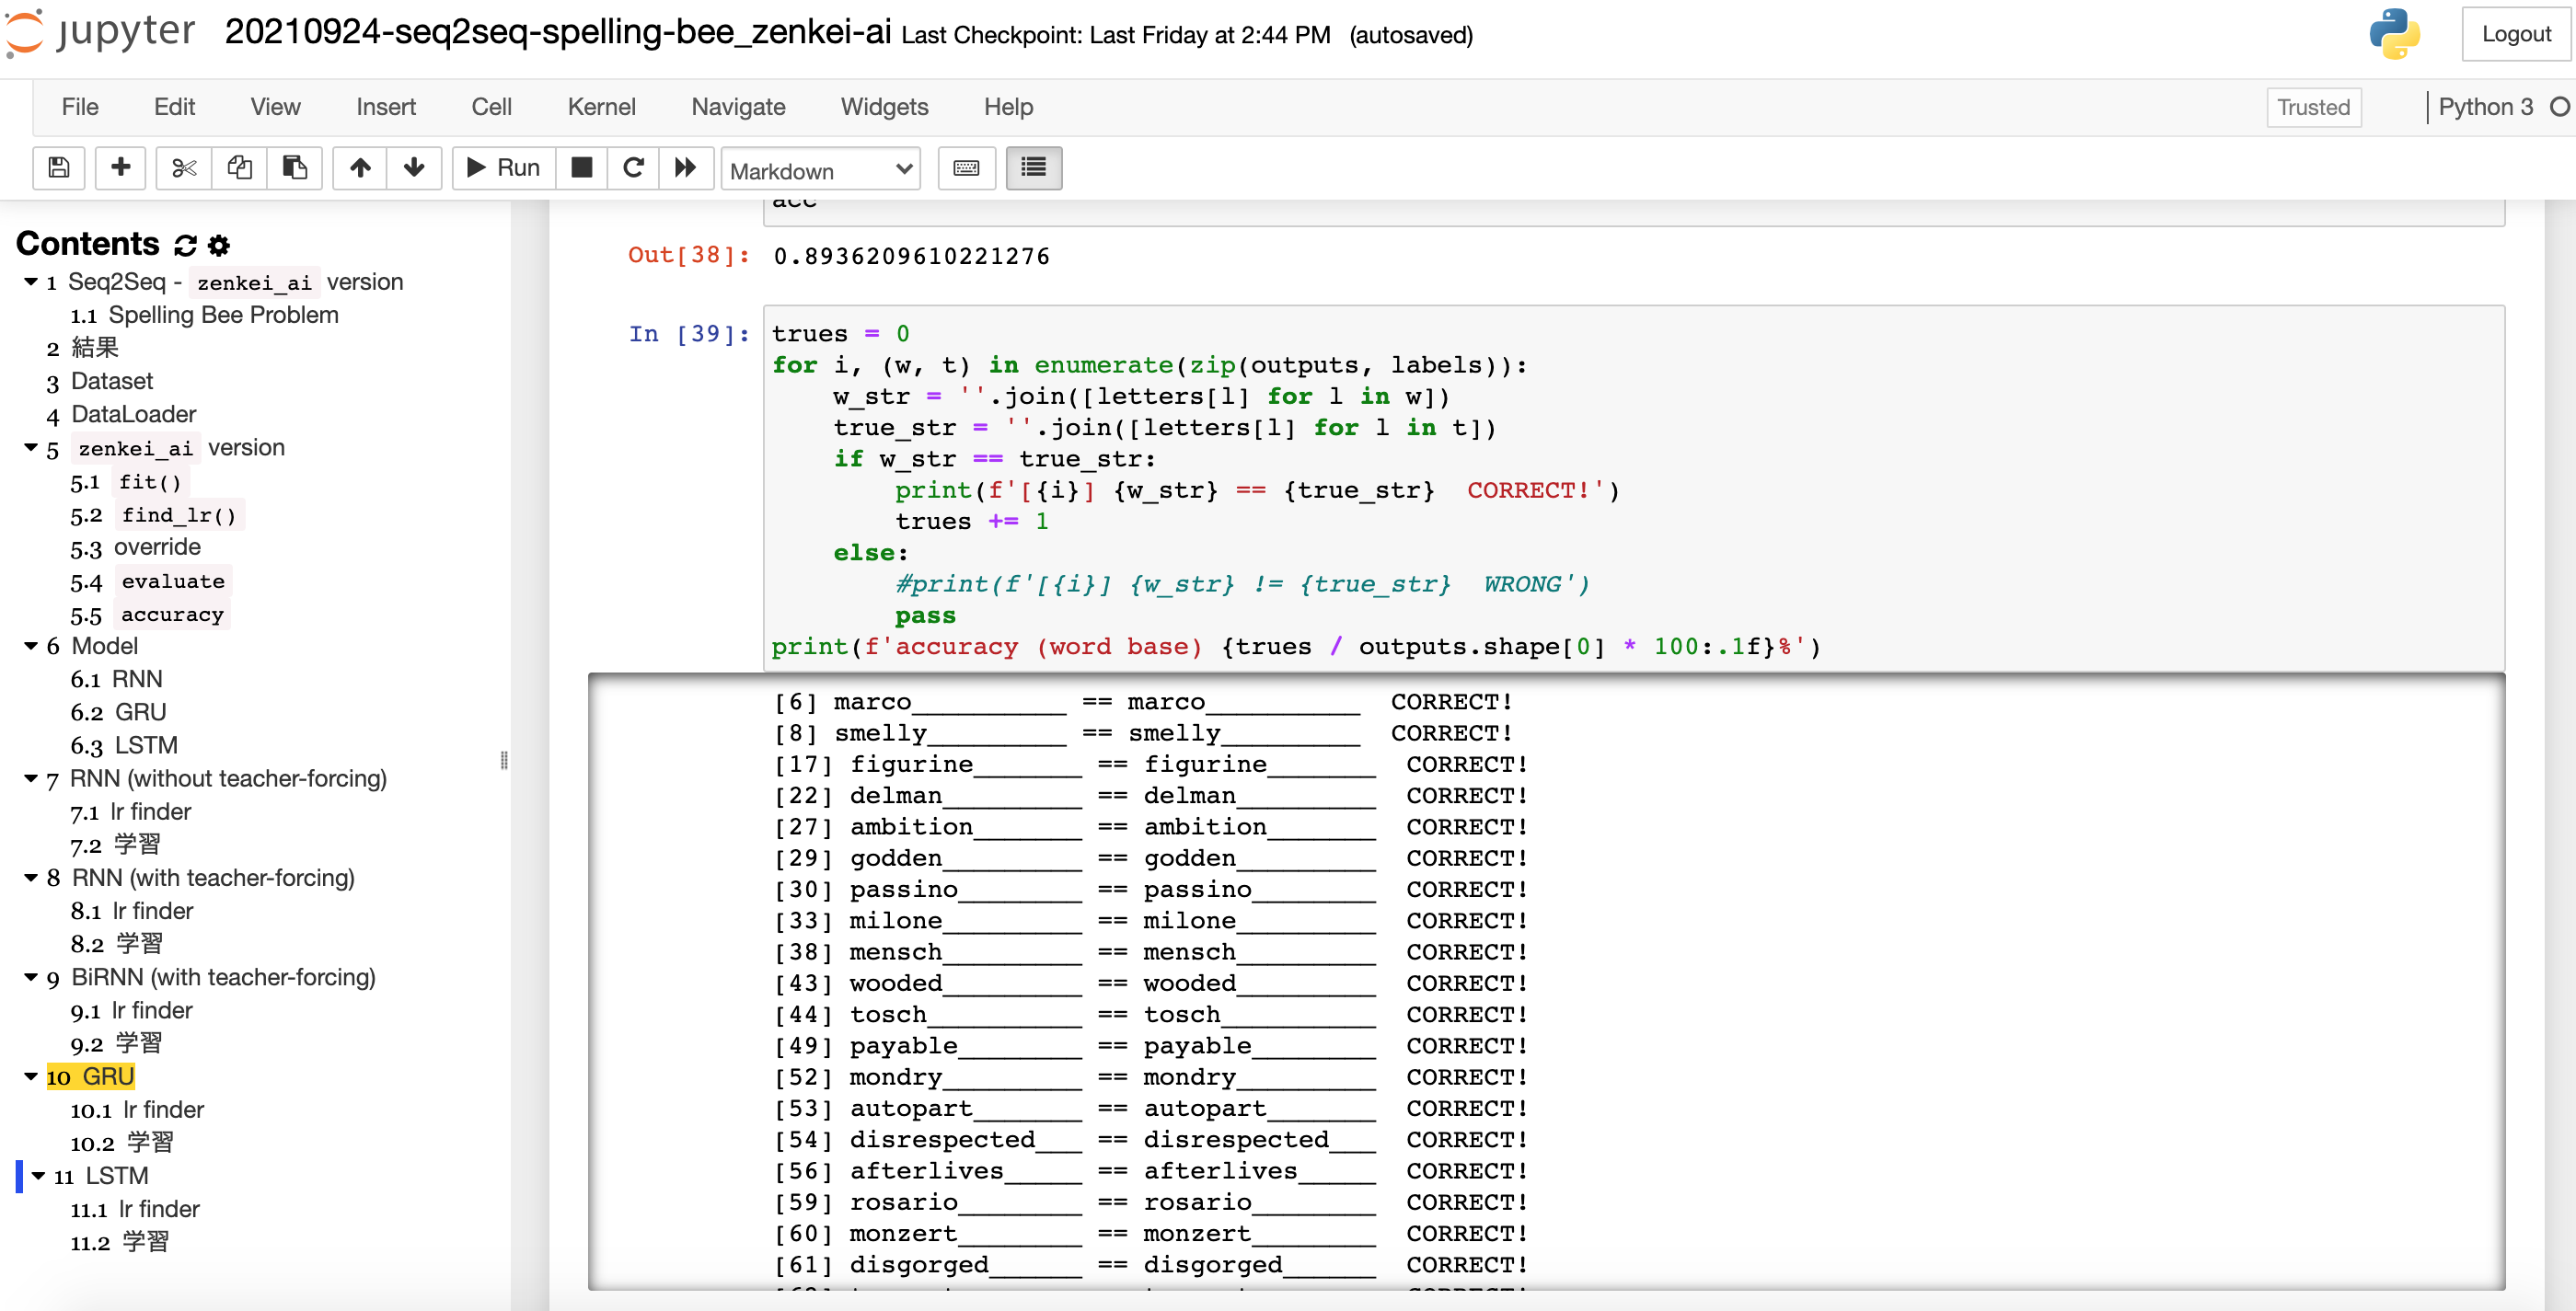 jupyter 20210924-seq2seq-spelling-bee_zenkei-ai Last Checkpoint: Last Friday at 2:44 PM (autosaved) Logout
File Edit View Insert Cell Kernel Navigate Widgets Help Trusted Python 3
Run Markdown
Contents
1 Seq2Seq - zenkei_ai version
1.1 Spelling Bee Problem
2 結果
3 Dataset
4 DataLoader
5 zenkei_ai version
5.1 fit()
5.2 find_lr()
5.3 override
5.4 evaluate
5.5 accuracy
6 Model
6.1 RNN
6.2 GRU
6.3 LSTM
7 RNN (without teacher-forcing)
7.1 lr finder
7.2 学習
8 RNN (with teacher-forcing)
8.1 lr finder
8.2 学習
9 BiRNN (with teacher-forcing)
9.1 lr finder
9.2 学習
10 GRU
10.1 lr finder
10.2 学習
11 LSTM
11.1 lr finder
11.2 学習
acc
Out[38]: 0.8936209610221276
In [39]: trues = 0
for i, (w, t) in enumerate(zip(outputs, labels)):
    w_str = ''.join([letters[l] for l in w])
    true_str = ''.join([letters[l] for l in t])
    if w_str == true_str:
        print(f'[{i}] {w_str} == {true_str}  CORRECT!')
        trues += 1
    else:
        #print(f'[{i}] {w_str} != {true_str}  WRONG')
        pass
print(f'accuracy (word base) {trues / outputs.shape[0] * 100:.1f}%')
[6] marco__________ == marco__________  CORRECT!
[8] smelly_________ == smelly_________  CORRECT!
[17] figurine_______ == figurine_______  CORRECT!
[22] delman_________ == delman_________  CORRECT!
[27] ambition_______ == ambition_______  CORRECT!
[29] godden_________ == godden_________  CORRECT!
[30] passino________ == passino________  CORRECT!
[33] milone_________ == milone_________  CORRECT!
[38] mensch_________ == mensch_________  CORRECT!
[43] wooded_________ == wooded_________  CORRECT!
[44] tosch__________ == tosch__________  CORRECT!
[49] payable________ == payable________  CORRECT!
[52] mondry_________ == mondry_________  CORRECT!
[53] autopart_______ == autopart_______  CORRECT!
[54] disrespected___ == disrespected___  CORRECT!
[56] afterlives_____ == afterlives_____  CORRECT!
[59] rosario________ == rosario________  CORRECT!
[60] monzert________ == monzert________  CORRECT!
[61] disgorged______ == disgorged______  CORRECT!